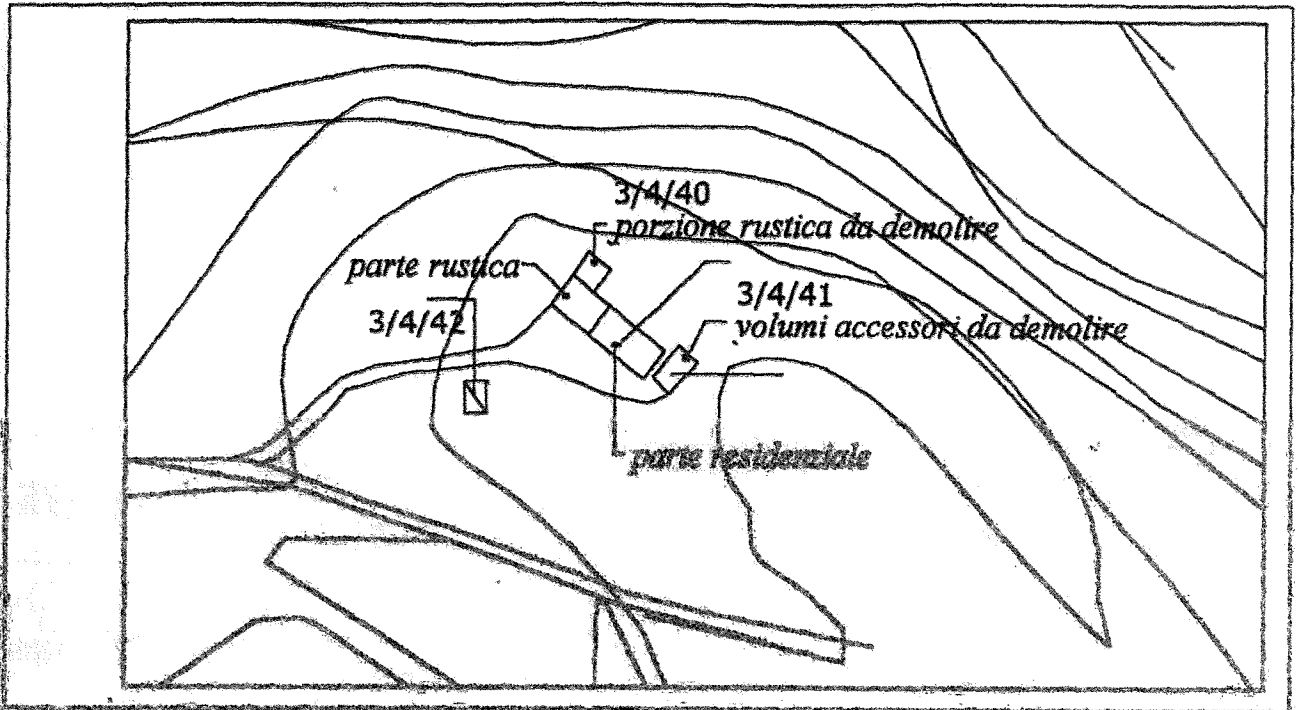 3/4/40
porzione rustica da demolire
parte rustica
3/4/41
3/4/42
volumi accessori da demolire
parte residenziale